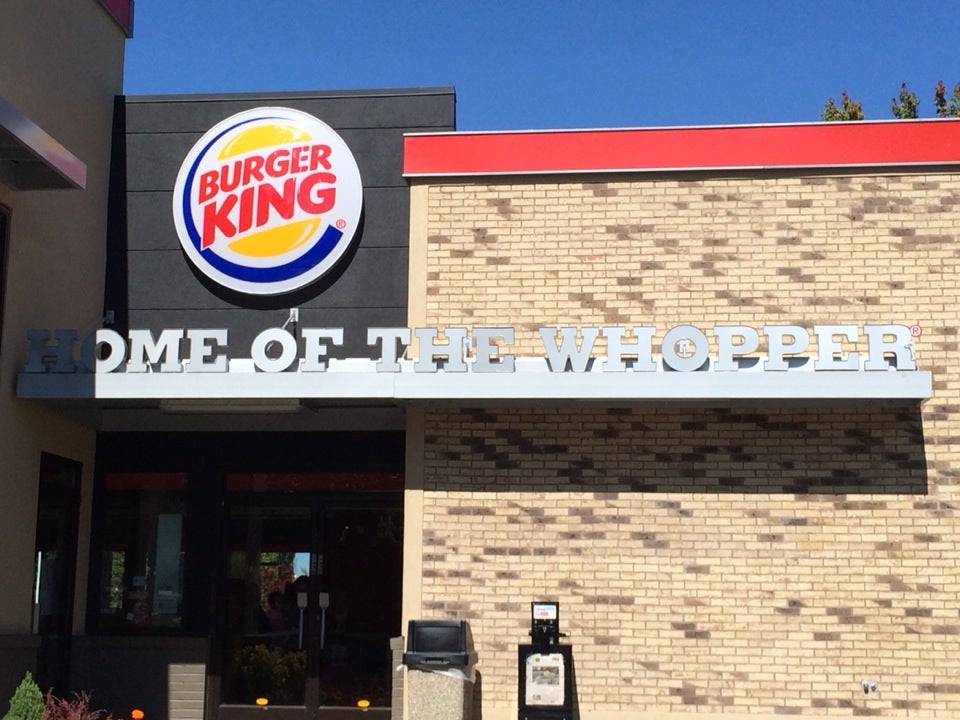 BURGER
KING
®
HOME OF THE WHOPPER®